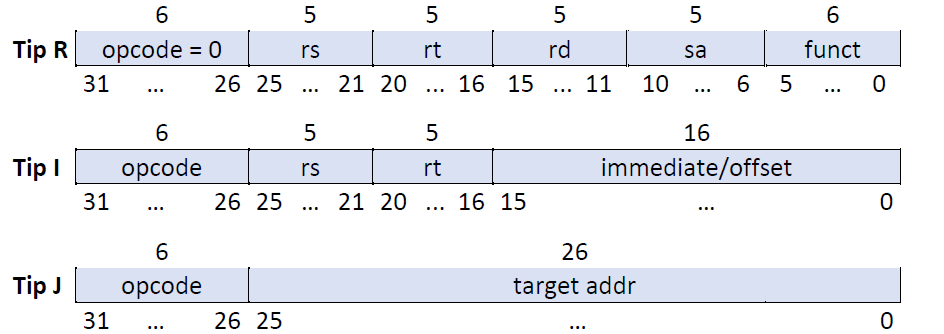 6 5 5 5 5 6
Tip R opcode = 0 rs rt rd sa funct
31 ... 26 25 ... 21 20 ... 16 15 ... 11 10 ... 6 5 ... 0
6 5 5 16
Tip I opcode rs rt immediate/offset
31 ... 26 25 ... 21 20 ... 16 15 ... 0
6 26
Tip J opcode target addr
31 ... 26 25 ... 0